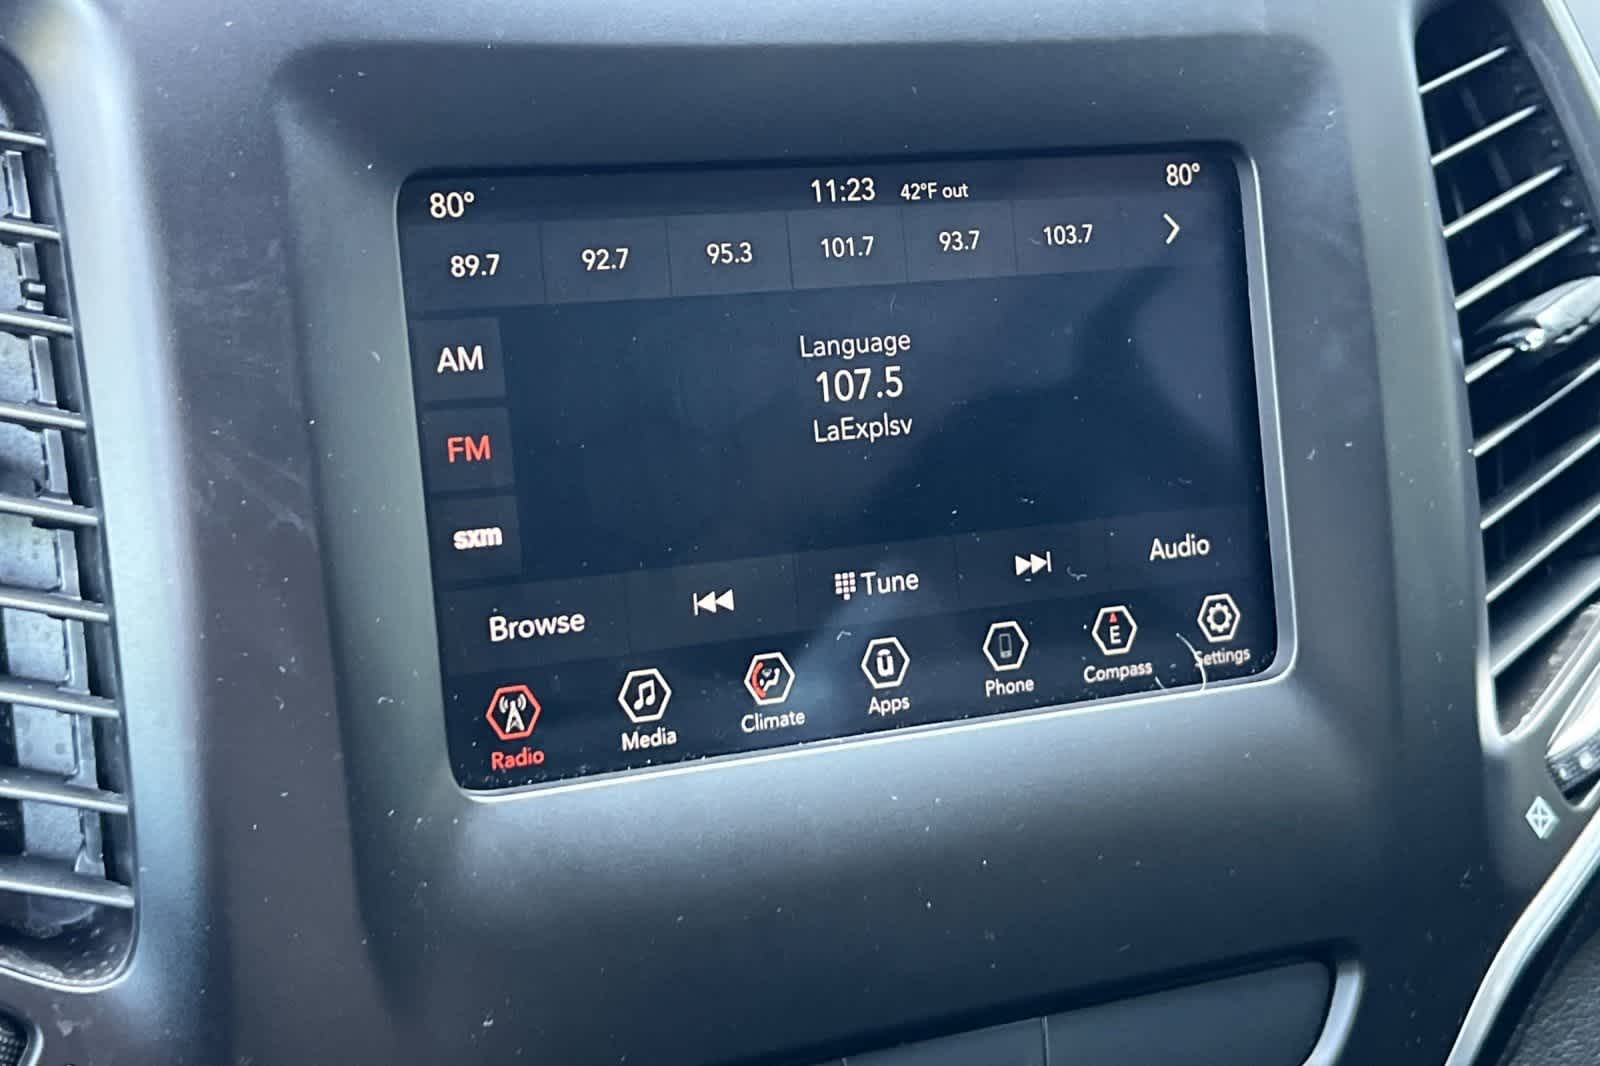 80° 11:23 42°F out 80°
89.7 92.7 95.3 101.7 93.7 103.7
Language
AM
107.5
LaExplsv
FM
sxm
Browse Tune Audio
Radio Media Climate Apps Phone Compass Settings
E